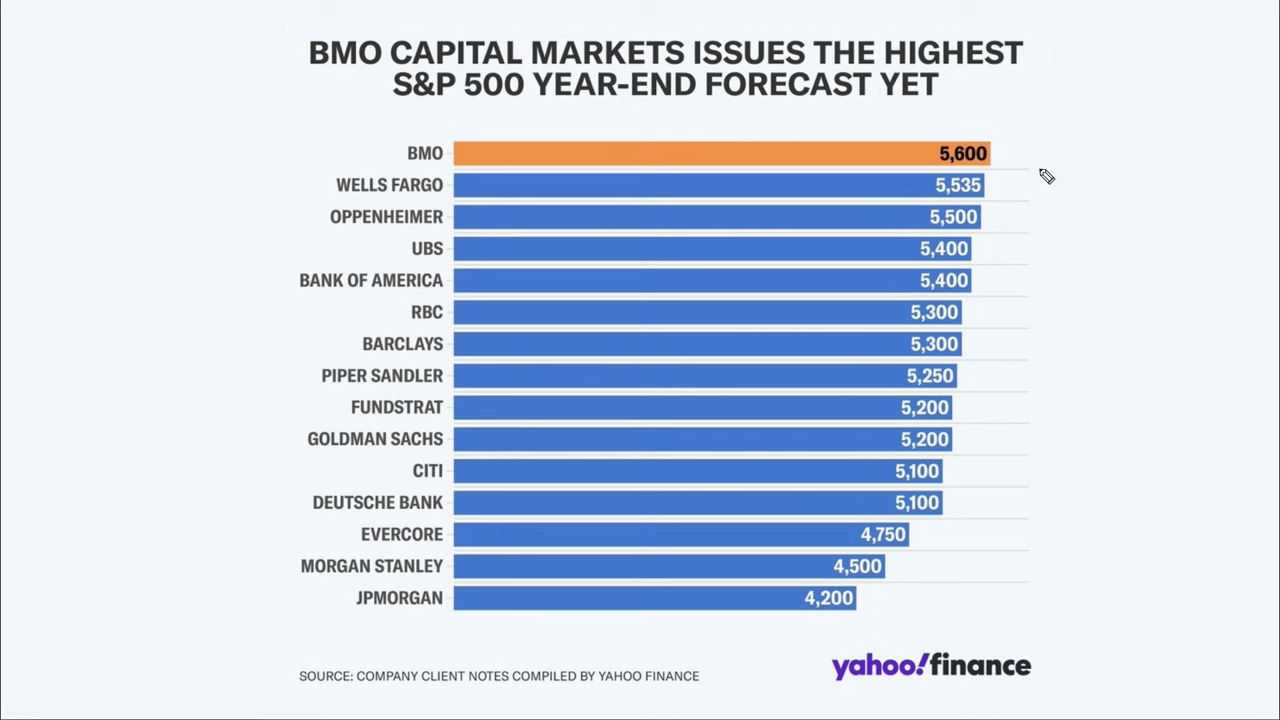 BMO CAPITAL MARKETS ISSUES THE HIGHEST
S&P 500 YEAR-END FORECAST YET
BMO 5,600
WELLS FARGO 5,535
OPPENHEIMER 5,500
UBS 5,400
BANK OF AMERICA 5,400
RBC 5,300
BARCLAYS 5,300
PIPER SANDLER 5,250
FUNDSTRAT 5,200
GOLDMAN SACHS 5,200
CITI 5,100
DEUTSCHE BANK 5,100
EVERCORE 4,750
MORGAN STANLEY 4,500
JPMORGAN 4,200
SOURCE: COMPANY CLIENT NOTES COMPILED BY YAHOO FINANCE
yahoo!finance